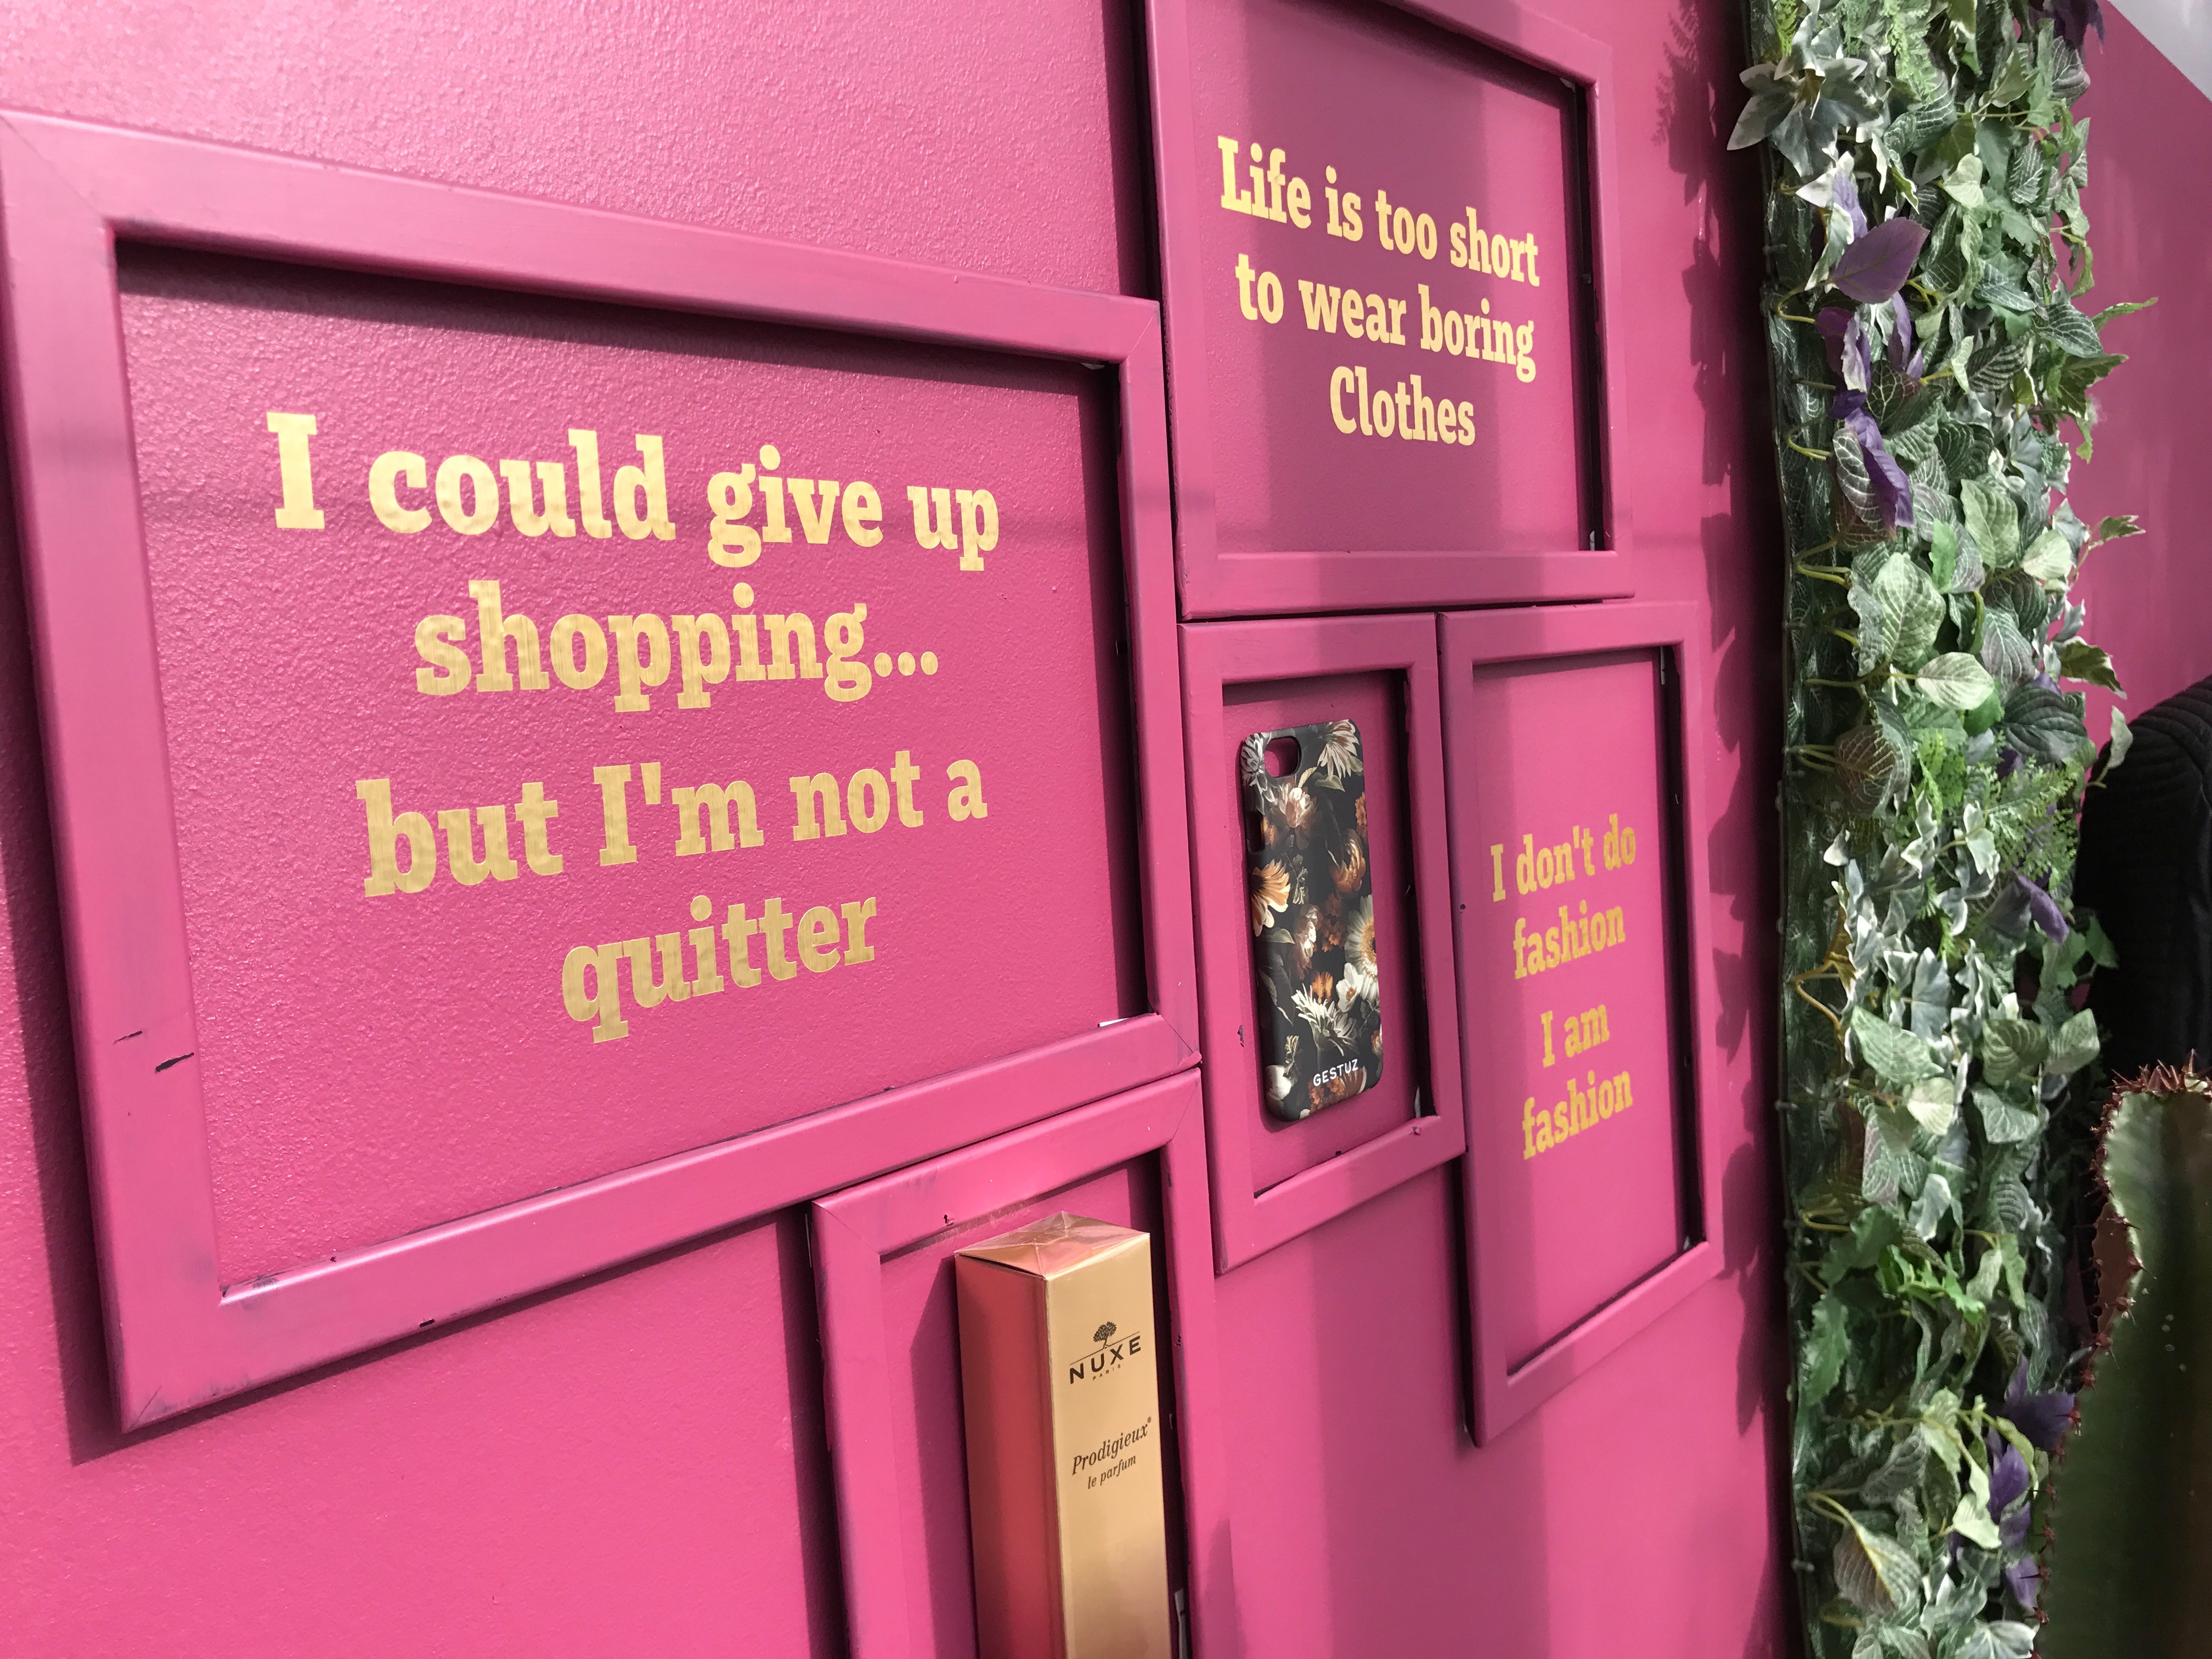 I could give up
shopping...
but I'm not a
quitter
Life is too short
to wear boring
Clothes
GESTUZ
I don't do
fashion
I am
fashion
NUXE
PARIS
Prodigieux®
le parfum